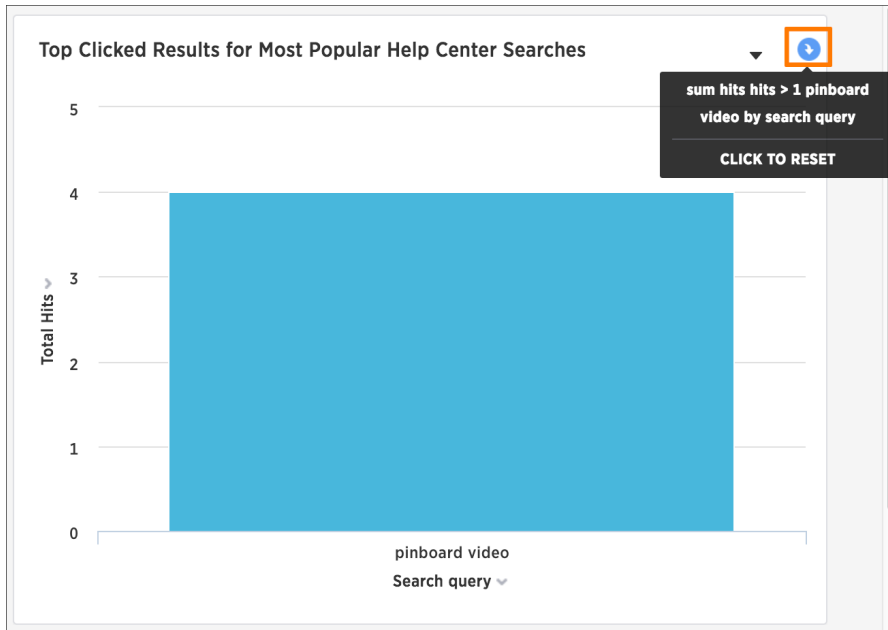 Top Clicked Results for Most Popular Help Center Searches
sum hits hits > 1 pinboard
video by search query
CLICK TO RESET
5
4
3
2
1
0
Total Hits
pinboard video
Search query